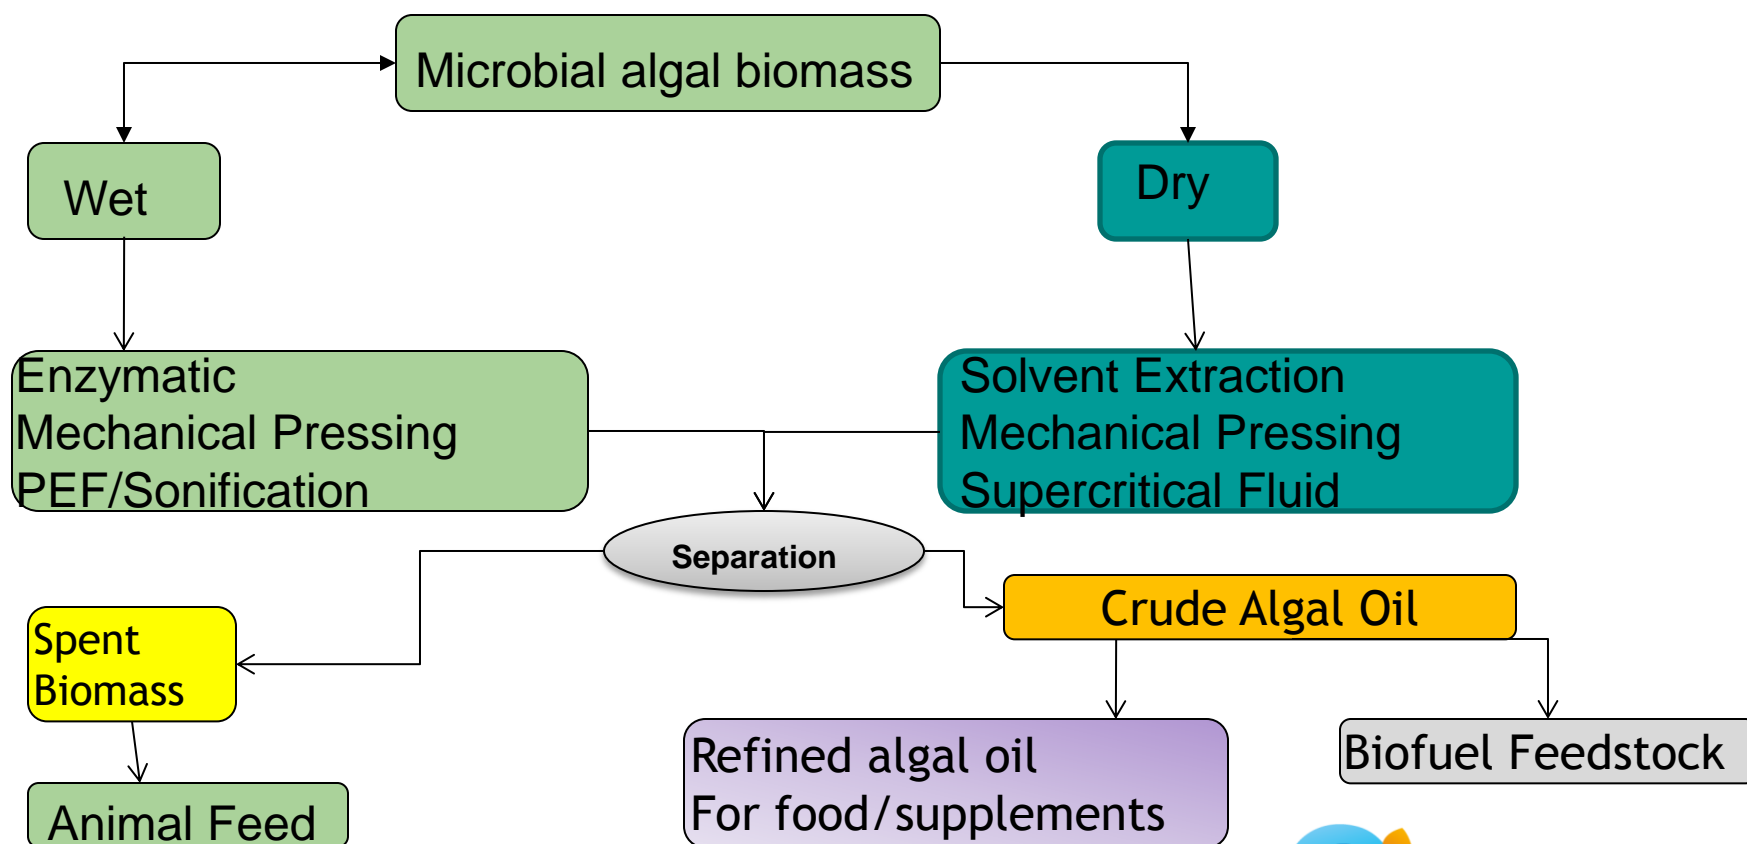 Microbial algal biomass
Wet
Dry
Enzymatic
Mechanical Pressing
PEF/Sonification
Solvent Extraction
Mechanical Pressing
Supercritical Fluid
Separation
Crude Algal Oil
Spent
Biomass
Refined algal oil
For food/supplements
Biofuel Feedstock
Animal Feed